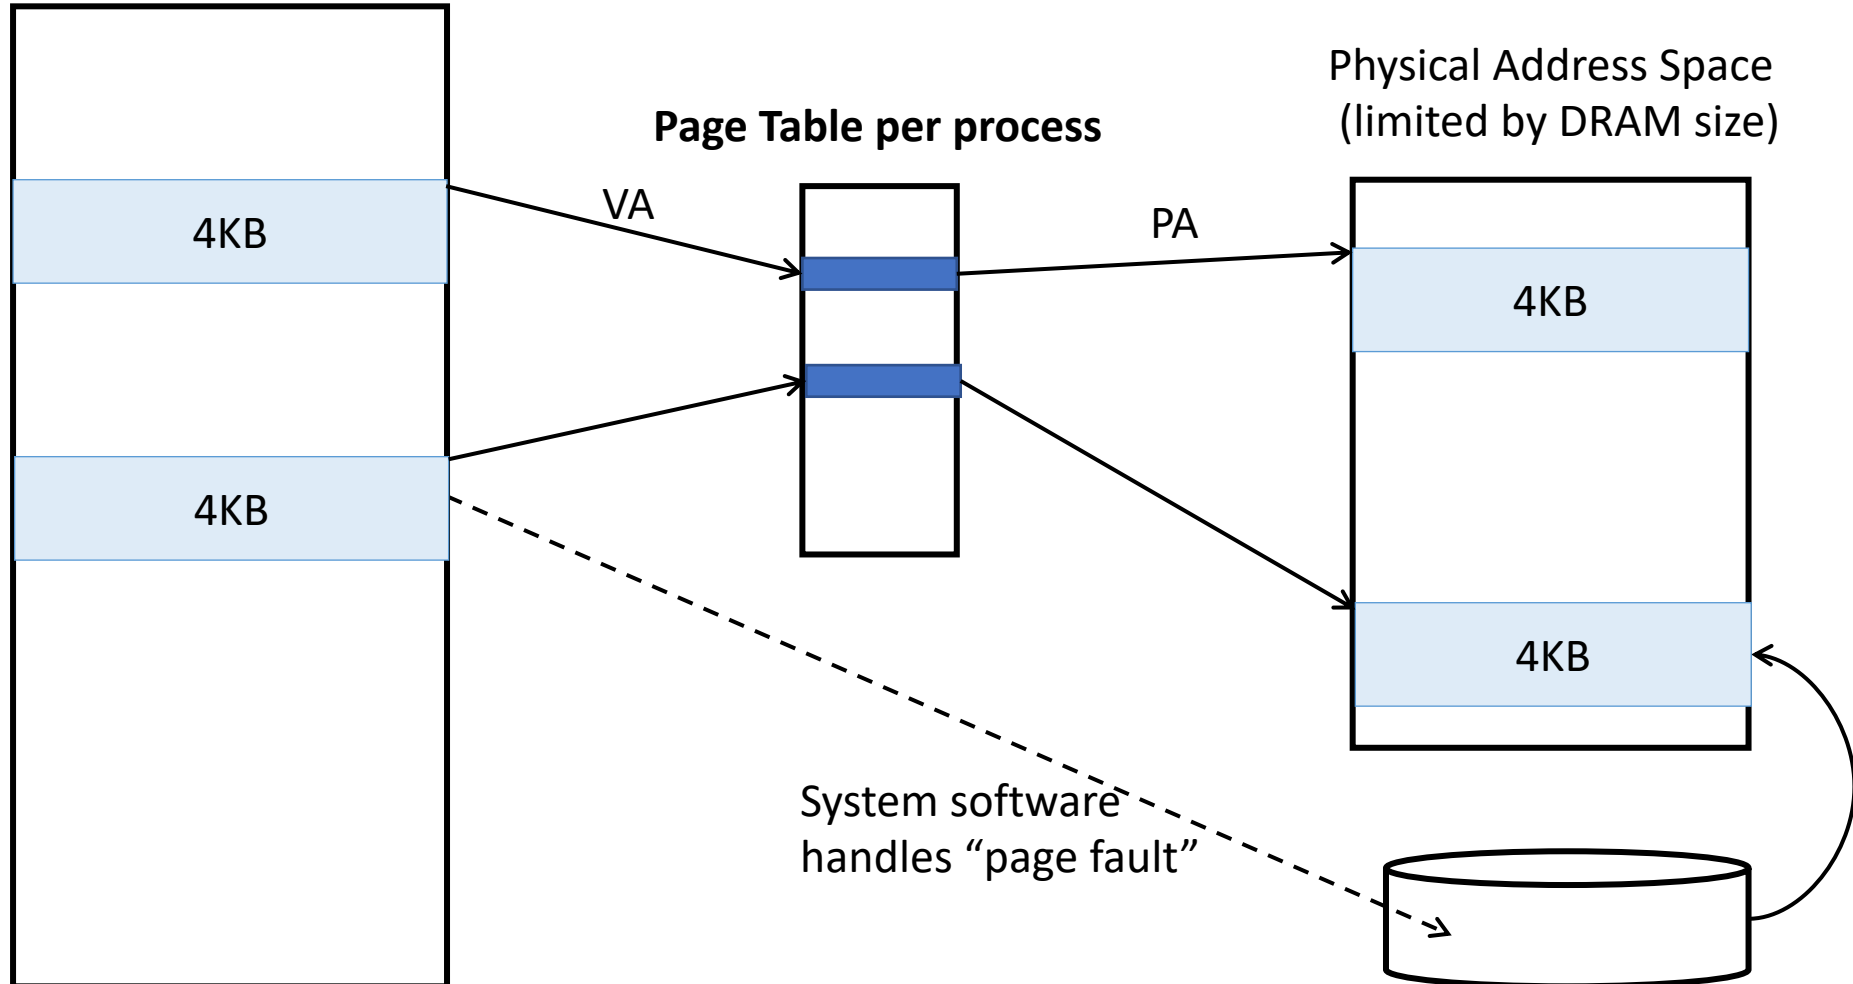 Physical Address Space
(limited by DRAM size)
Page Table per process
VA
PA
4KB
4KB
4KB
4KB
System software
handles “page fault”